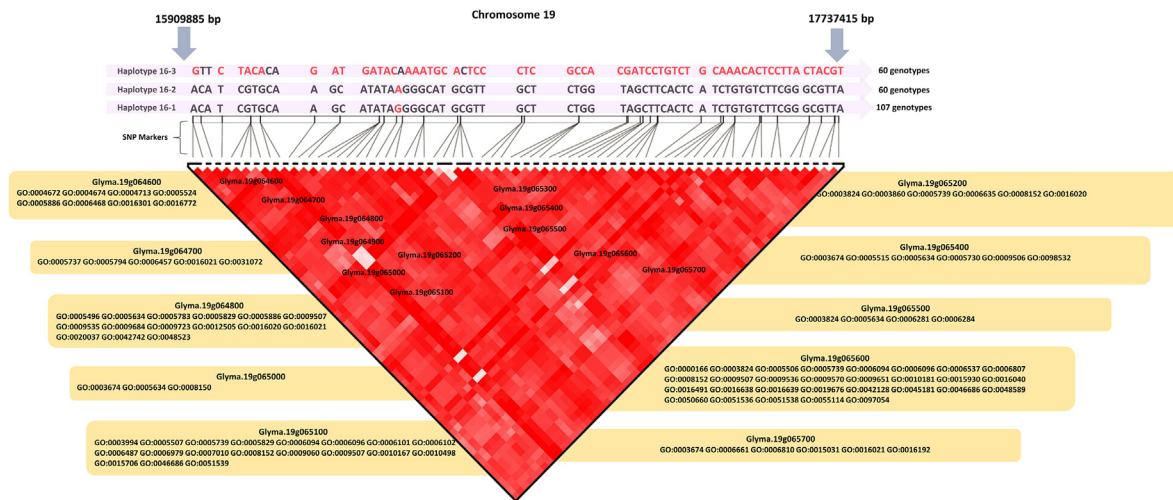 Chromosome 19
15909885 bp
17737415 bp
Haplotype 16-3 GTT C TACACA G AT GATACAAAATGCACTCC CTC GCCA CGATCCTGTCT GCAAACACTCCTTA CTACGT 60 genotypes
Haplotype 16-2 ACA T CGTGCA A GC ATATAAGGGCAT GCGTT GCT CTGG TAGCTTCACTC A TCTGTGTCTTCGG GCGTTA 60 genotypes
Haplotype 16-1 ACA T CGTGCA A GC ATATAGGGGCAT GCGTT GCT CTGG TAGCTTCACTC A TCTGTGTCTTCGG GCGTTA 107 genotypes
SNP Markers
Glyma.19g064600
GO:0004672 GO:0004674 GO:0004713 GO:0005524
GO:0005886 GO:0006468 GO:0016301 GO:0016772
Glyma.19g064700
GO:0005737 GO:0005794 GO:0006457 GO:0016021 GO:0031072
Glyma.19g064800
GO:0005496 GO:0005634 GO:0005783 GO:0005829 GO:0005886 GO:0009507
GO:0009535 GO:0009684 GO:0009723 GO:0012505 GO:0016020 GO:0016021
GO:0020037 GO:0042742 GO:0048523
Glyma.19g065000
GO:0003674 GO:0005634 GO:0008150
Glyma.19g065100
GO:0003994 GO:0005507 GO:0005739 GO:0005829 GO:0006094 GO:0006096 GO:0006101 GO:0006102
GO:0006487 GO:0006979 GO:0007010 GO:0008152 GO:0009060 GO:0009507 GO:0010167 GO:0010498
GO:0015706 GO:0046686 GO:0051539
Glyma.19g064600
Glyma.19g064700
Glyma.19g064800
Glyma.19g064900
Glyma.19g065000
Glyma.19g065100
Glyma.19g065200
Glyma.19g065300
Glyma.19g065400
Glyma.19g065500
Glyma.19g065600
Glyma.19g065700
Glyma.19g065200
GO:0003824 GO:0003860 GO:0005739 GO:0006635 GO:0008152 GO:0016020
Glyma.19g065400
GO:0003674 GO:0005515 GO:0005634 GO:0005730 GO:0009506 GO:0098532
Glyma.19g065500
GO:0003824 GO:0005634 GO:0006281 GO:0006284
Glyma.19g065600
GO:0000166 GO:0003824 GO:0005506 GO:0005739 GO:0006094 GO:0006096 GO:0006537 GO:0006807
GO:0008152 GO:0009507 GO:0009536 GO:0009570 GO:0009651 GO:0010181 GO:0015930 GO:0016040
GO:0016491 GO:0016638 GO:0016639 GO:0019676 GO:0042128 GO:0045181 GO:0046686 GO:0048589
GO:0050660 GO:0051536 GO:0051538 GO:0055114 GO:0097054
Glyma.19g065700
GO:0003674 GO:0006661 GO:0006810 GO:0015031 GO:0016021 GO:0016192